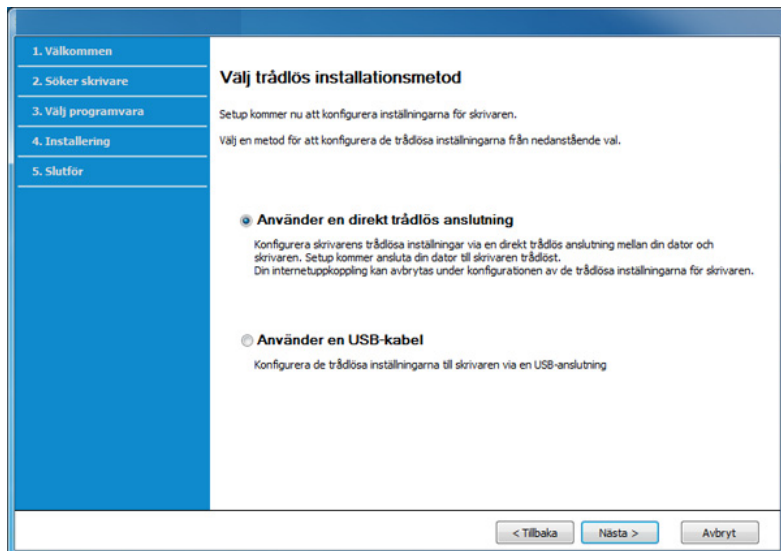 1. Välkommen
2. Söker skrivare
3. Välj programvara
4. Installering
5. Slutför
Välj trådlös installationsmetod
Setup kommer nu att konfigurera inställningarna för skrivaren.
Välj en metod för att konfigurera de trådlösa inställningarna från nedanstående val.
Använder en direkt trådlös anslutning
Konfigurera skrivarens trådlösa inställningar via en direkt trådlös anslutning mellan din dator och
skrivaren. Setup kommer ansluta din dator till skrivaren trådlöst.
Din internetuppkoppling kan avbrytas under konfigurationen av de trådlösa inställningarna för skrivaren.
Använder en USB-kabel
Konfigurera de trådlösa inställningarna till skrivaren via en USB-anslutning
< Tillbaka
Nästa >
Avbryt